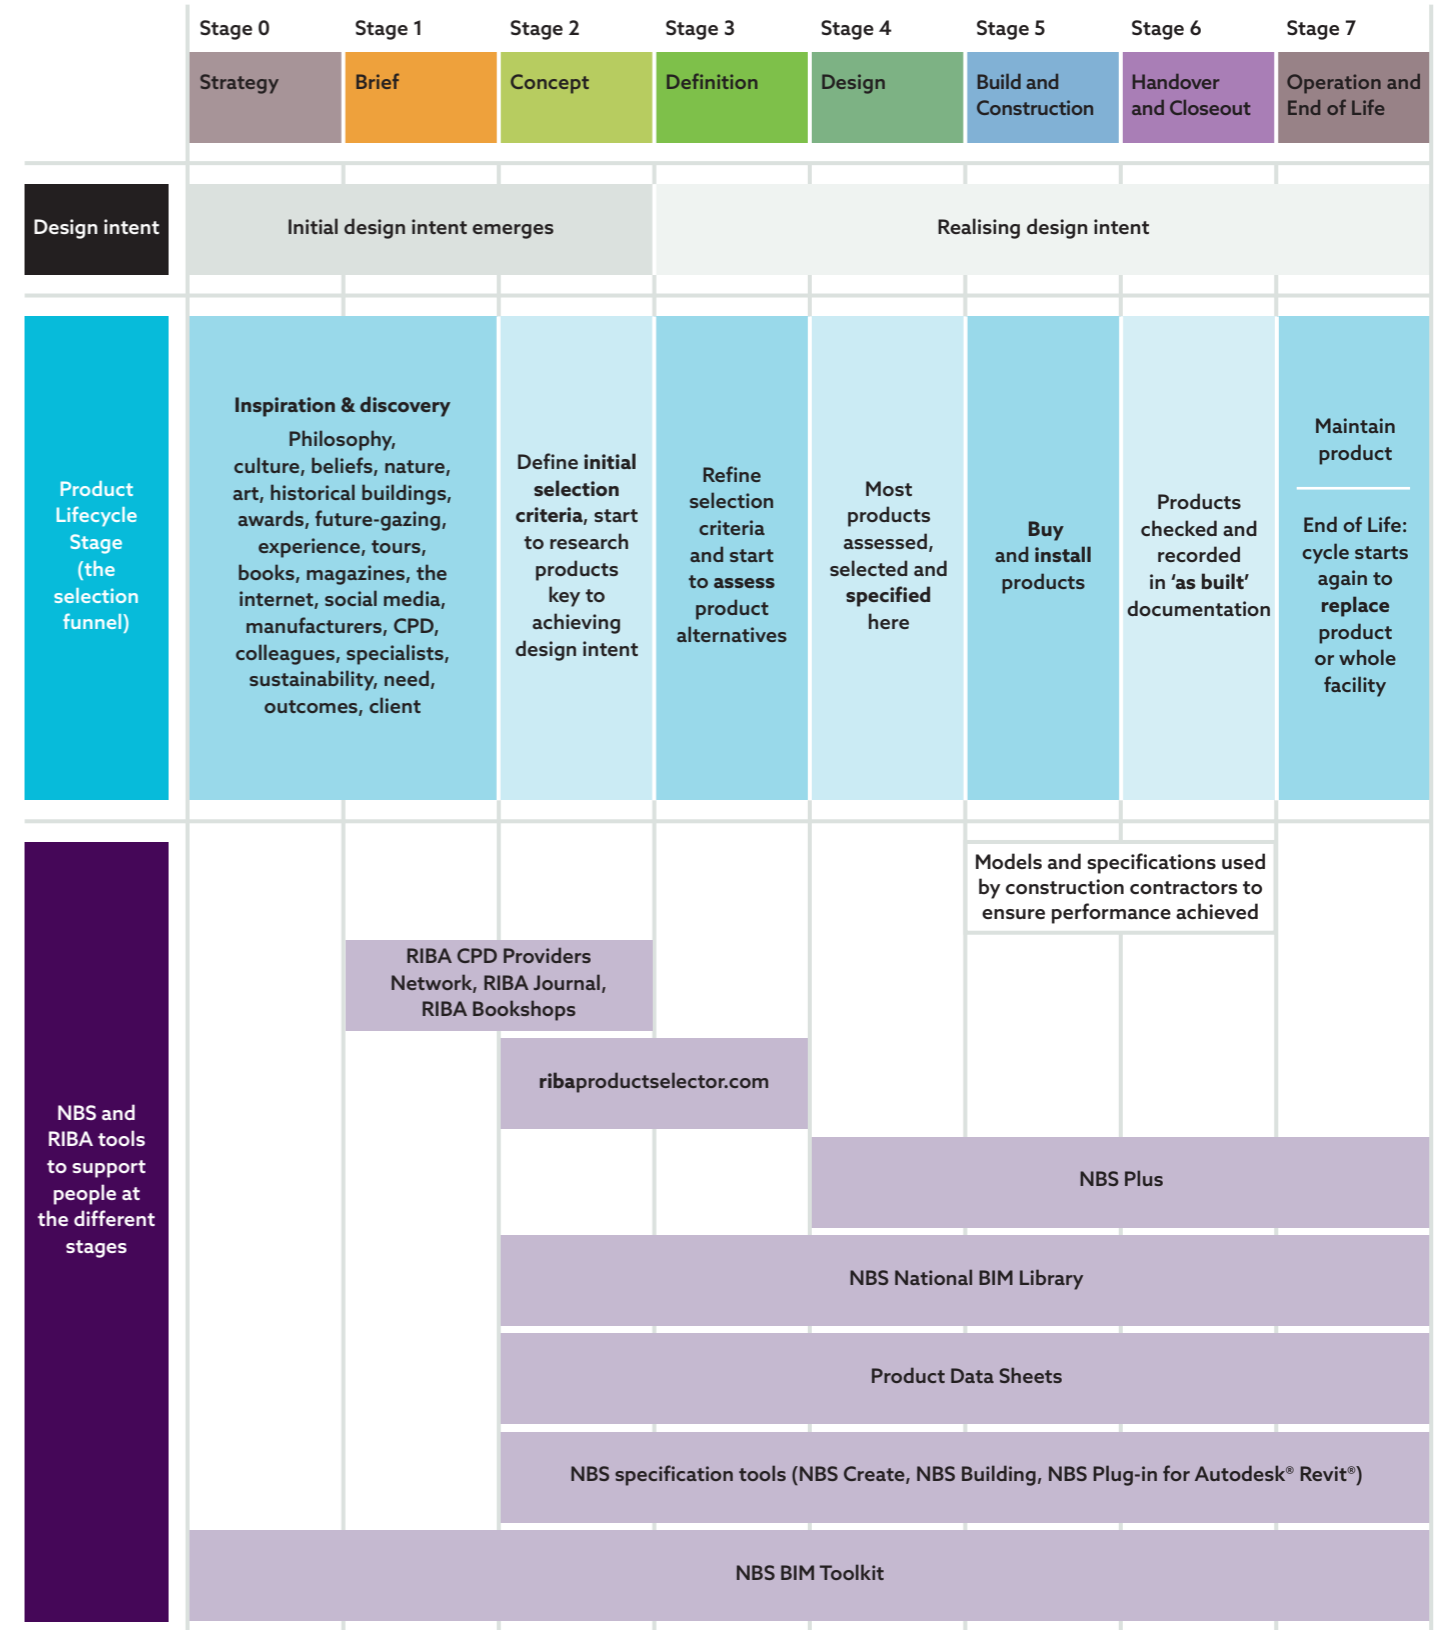 Stage 0
Stage 1
Stage 2
Stage 3
Stage 4
Stage 5
Stage 6
Stage 7
Strategy
Brief
Concept
Definition
Design
Build and
Construction
Handover
and Closeout
Operation and
End of Life
Design intent
Initial design intent emerges
Realising design intent
Product
Lifecycle
Stage
(the
selection
funnel)
Inspiration & discovery
Philosophy,
culture, beliefs, nature,
art, historical buildings,
awards, future-gazing,
experience, tours,
books, magazines, the
internet, social media,
manufacturers, CPD,
colleagues, specialists,
sustainability, need,
outcomes, client
Define initial
selection
criteria, start
to research
products
key to
achieving
design intent
Refine
selection
criteria
and start
to assess
product
alternatives
Most
products
assessed,
selected and
specified
here
Buy
and install
products
Products
checked and
recorded
in ‘as built’
documentation
Maintain
product
End of Life:
cycle starts
again to
replace
product
or whole
facility
NBS and
RIBA tools
to support
people at
the different
stages
Models and specifications used
by construction contractors to
ensure performance achieved
RIBA CPD Providers
Network, RIBA Journal,
RIBA Bookshops
ribaproductselector.com
NBS Plus
NBS National BIM Library
Product Data Sheets
NBS specification tools (NBS Create, NBS Building, NBS Plug-in for Autodesk® Revit®)
NBS BIM Toolkit